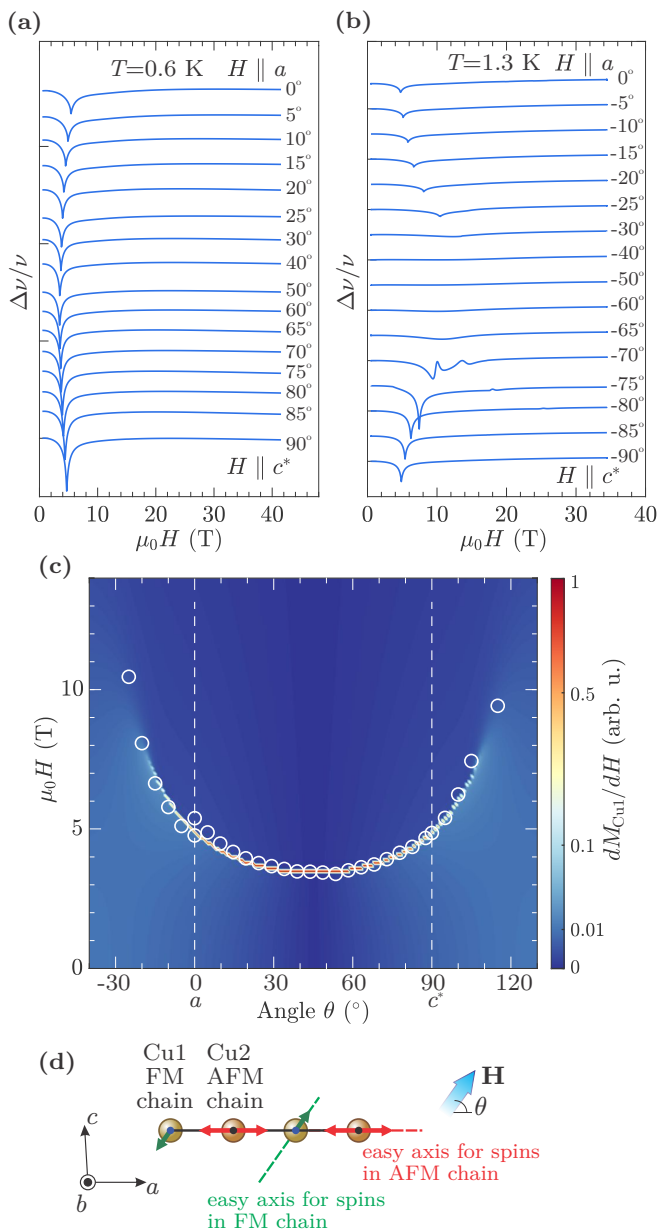 (a)
T=0.6 K H ∥ a
0°
5°
10°
15°
20°
25°
30°
40°
50°
60°
65°
70°
75°
80°
85°
90°
H ∥ c*
Δν/ν
0 10 20 30 40
μ₀H (T)
(b)
T=1.3 K H ∥ a
0°
-5°
-10°
-15°
-20°
-25°
-30°
-40°
-50°
-60°
-65°
-70°
-75°
-80°
-85°
-90°
H ∥ c*
Δν/ν
0 10 20 30 40
μ₀H (T)
(c)
10
5
0
μ₀H (T)
-30 0 30 60 90 120
a Angle θ (°) c*
1
0.5
0.1
0.01
0
dM_Cu1/dH (arb. u.)
(d)
Cu1 Cu2
FM AFM
chain chain
H
θ
c
b
a
easy axis for spins
in AFM chain
easy axis for spins
in FM chain